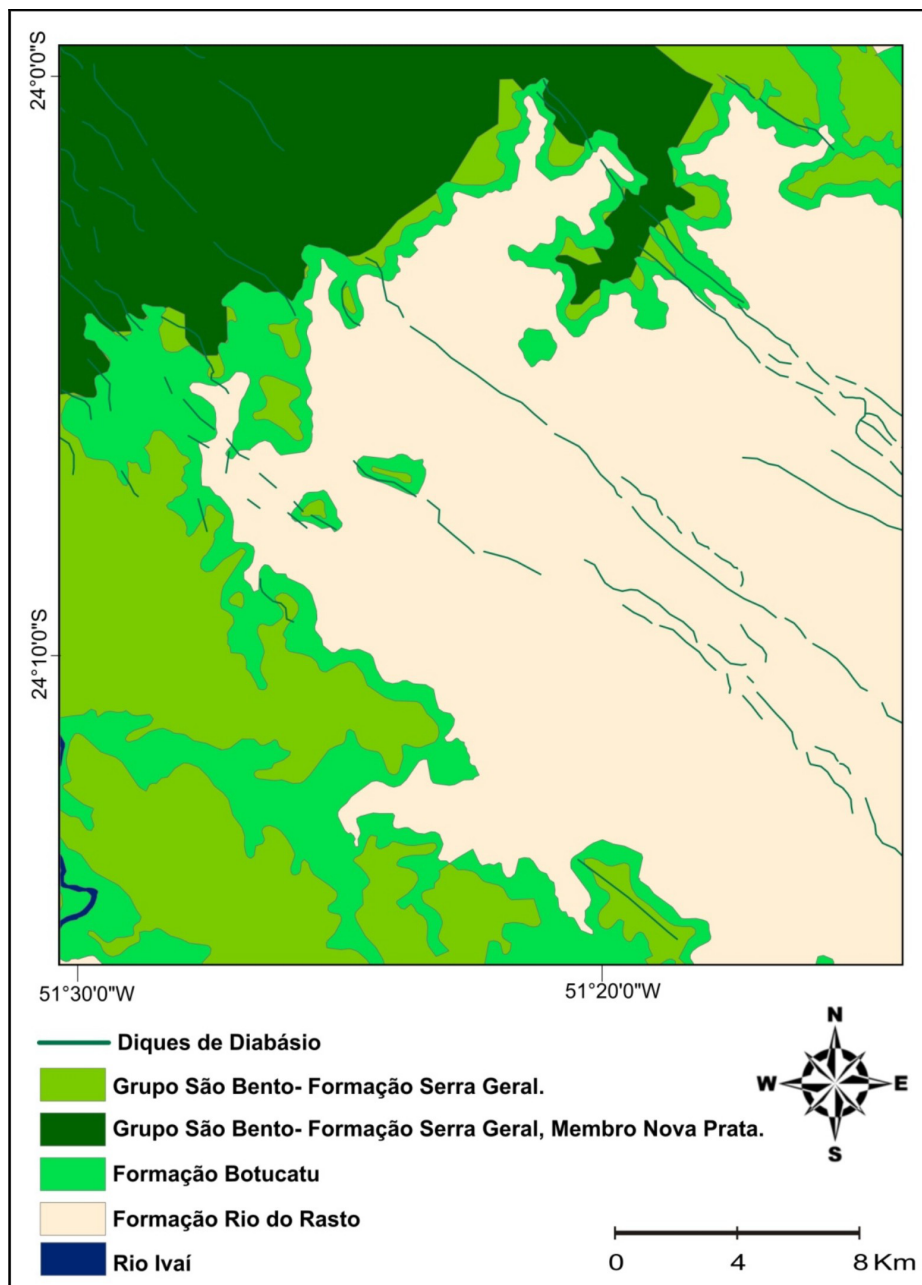 24°0'0"S
24°10'0"S
51°30'0"W
51°20'0"W
Diques de Diabásio
Grupo São Bento- Formação Serra Geral.
Grupo São Bento- Formação Serra Geral, Membro Nova Prata.
Formação Botucatu
Formação Rio do Rasto
Rio Ivaí
N
W
E
S
0 4 8 Km